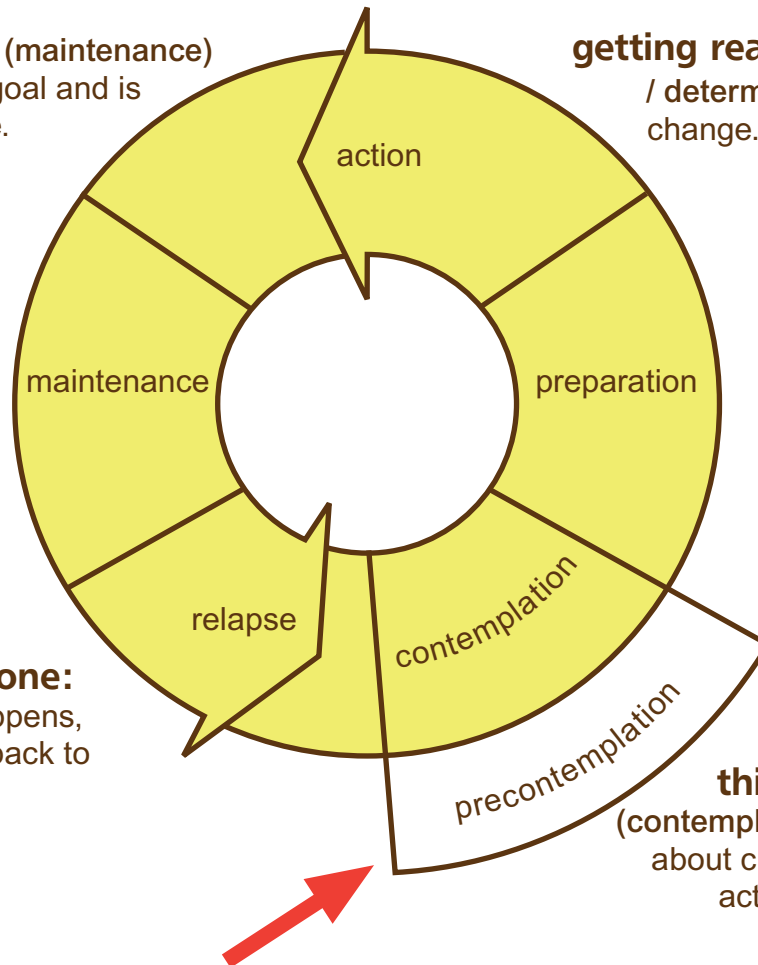 (maintenance)
goal and is
getting rea
/ determ
change.
action
maintenance
preparation
relapse
contemplation
precontemplation
one:
opens,
back to
thi
(contempl
about c
act